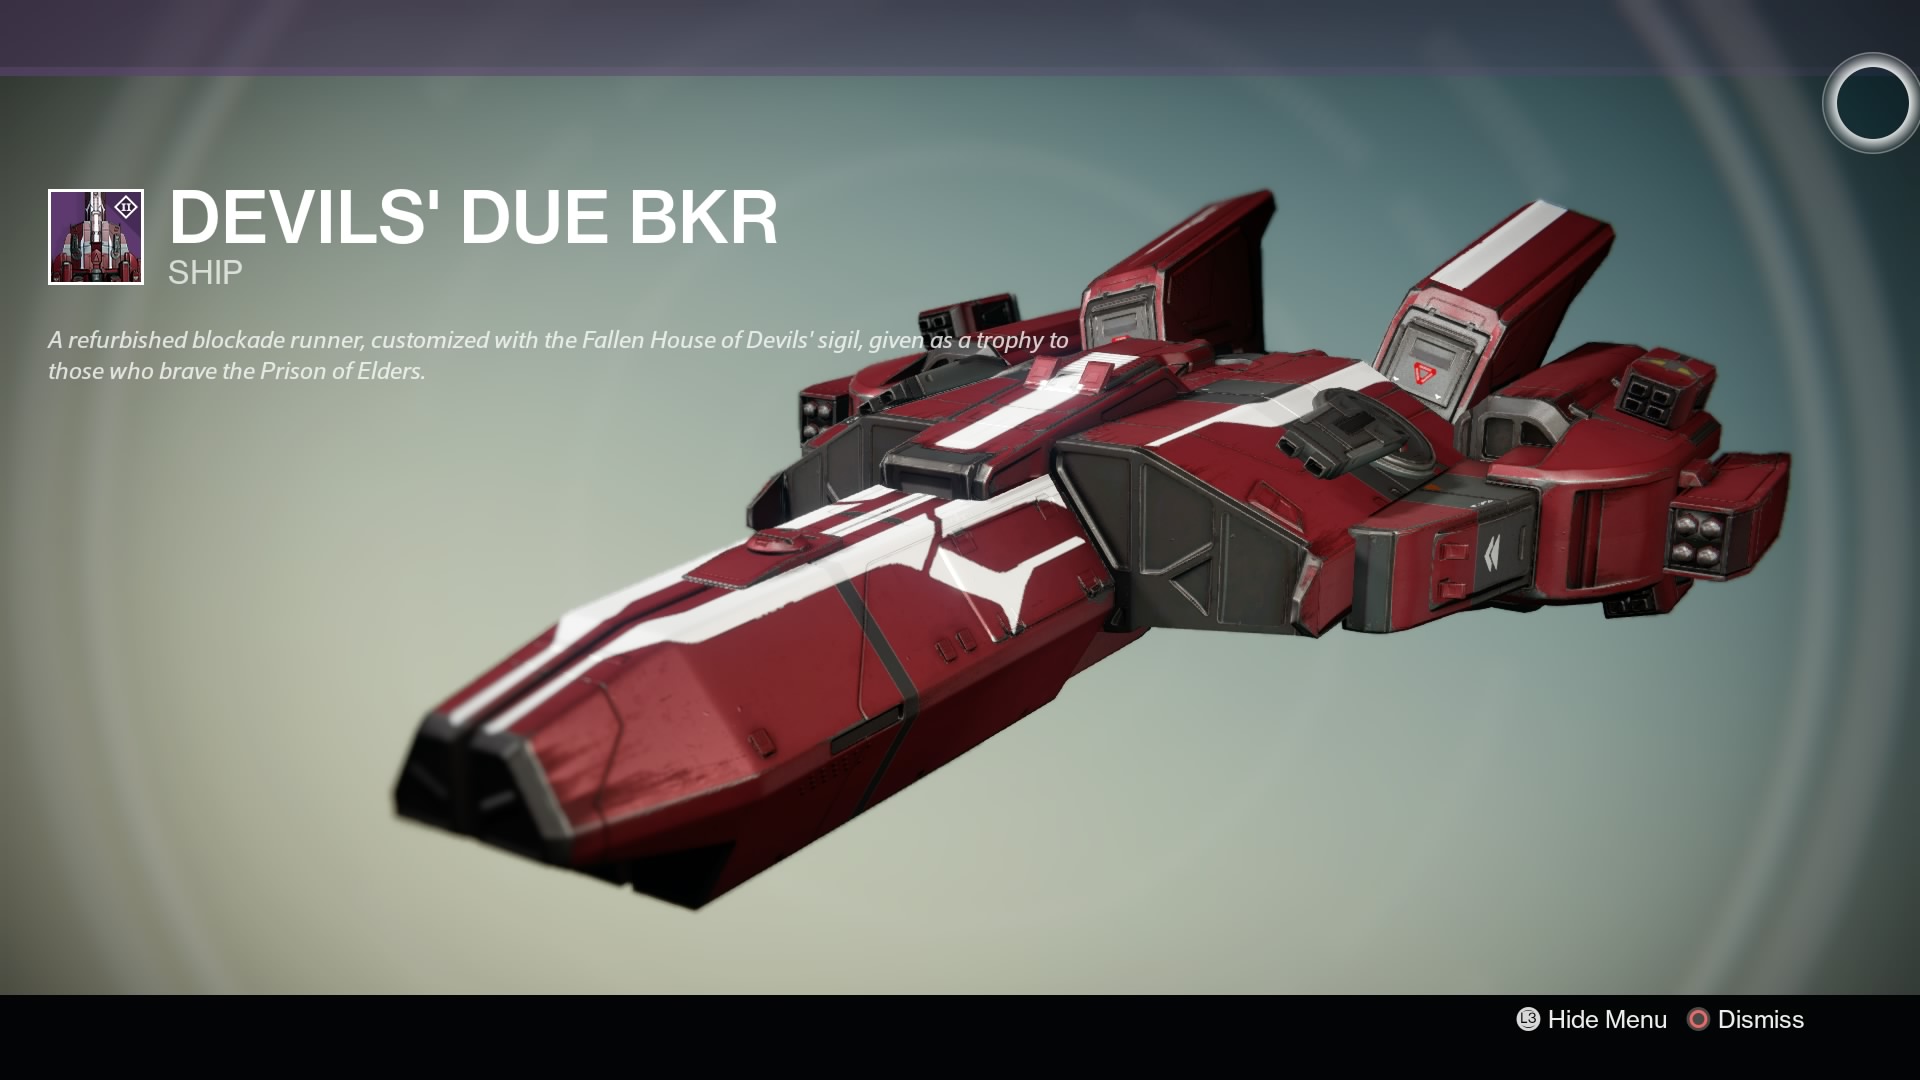 DEVILS' DUE BKR
SHIP
A refurbished blockade runner, customized with the Fallen House of Devils' sigil, given as a trophy to
those who brave the Prison of Elders.
L3 Hide Menu Dismiss